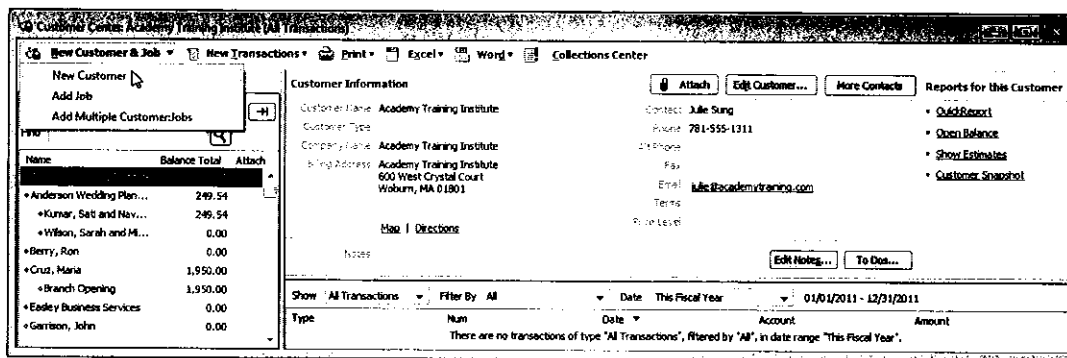 Customer Center: Academy Training Institute (All Transactions)
New Customer & Job New Transactions Print Excel Word Collections Center
New Customer
Add Job
Add Multiple Customer:Jobs
Find
Name Balance Total Attach
Anderson Wedding Plan... 249.54
Kumar, Sati and Nav... 249.54
Wilson, Sarah and Mi... 0.00
Berry, Ron 0.00
Cruz, Maria 1,950.00
Branch Opening 1,950.00
Easley Business Services 0.00
Garrison, John 0.00
Customer Information
Attach Edit Customer... More Contacts
Customer Name Academy Training Institute
Customer Type
Company Name Academy Training Institute
Billing Address Academy Training Institute
600 West Crystal Court
Woburn, MA 01801
Map | Directions
Notes
Contact Julie Sung
Phone 781-555-1311
Alt Phone
Fax
Email julie@academytraining.com
Terms
Price Level
Edit Notes... To Dos...
Reports for this Customer
• QuickReport
• Open Balance
• Show Estimates
• Customer Snapshot
Show All Transactions Filter By All Date This Fiscal Year 01/01/2011 - 12/31/2011
Type Num Date Account Amount
There are no transactions of type "All Transactions", filtered by "All", in date range "This Fiscal Year".